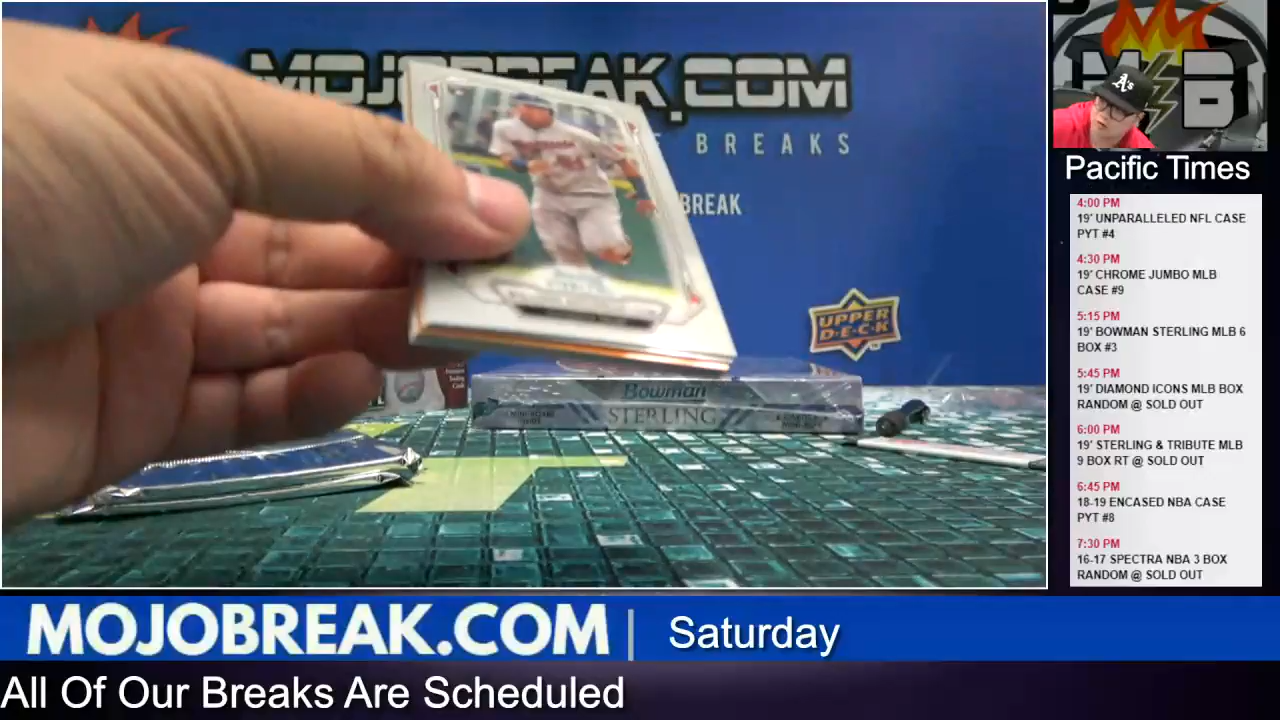 MOJOBREAK.COM
E BREAKS
BREAK
UPPER
D·E·C·K
Bowman
STERLING
A's
B
Pacific Times
4:00 PM
19' UNPARALLELED NFL CASE
PYT #4
4:30 PM
19' CHROME JUMBO MLB
CASE #9
5:15 PM
19' BOWMAN STERLING MLB 6
BOX #3
5:45 PM
19' DIAMOND ICONS MLB BOX
RANDOM @ SOLD OUT
6:00 PM
19' STERLING & TRIBUTE MLB
9 BOX RT @ SOLD OUT
6:45 PM
18-19 ENCASED NBA CASE
PYT #8
7:30 PM
16-17 SPECTRA NBA 3 BOX
RANDOM @ SOLD OUT
MOJOBREAK.COM | Saturday
All Of Our Breaks Are Scheduled